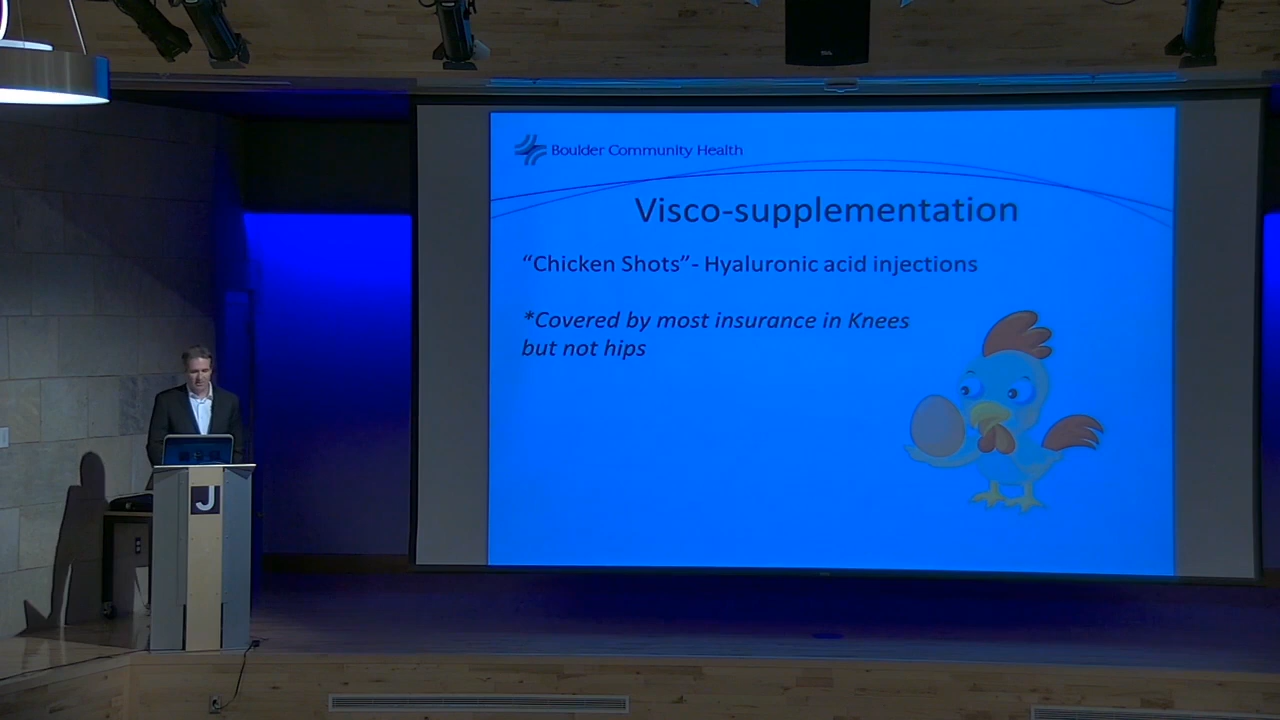 Boulder Community Health
Visco-supplementation
“Chicken Shots”- Hyaluronic acid injections
*Covered by most insurance in Knees
but not hips
J